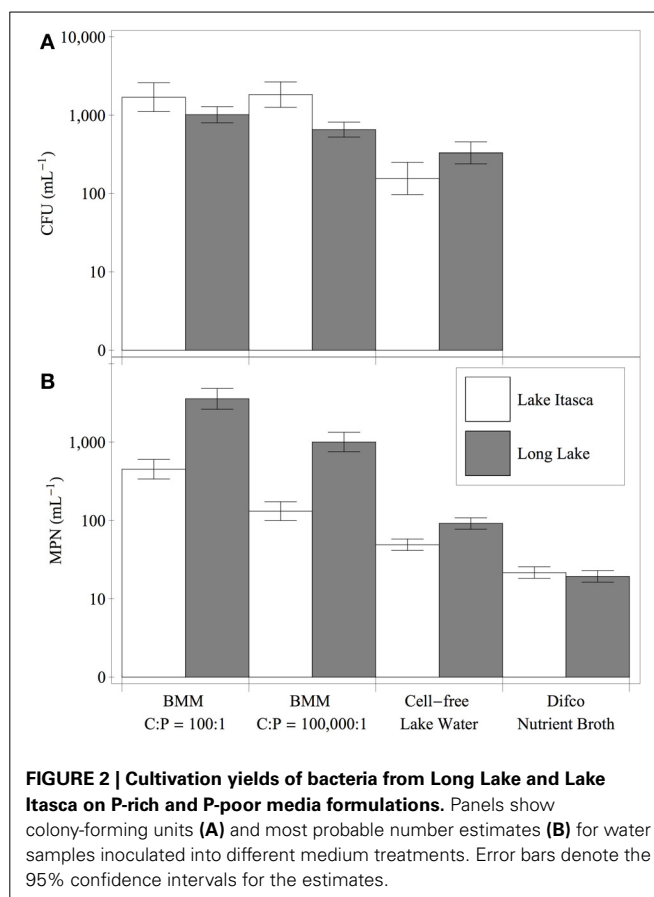 A
10,000
1,000
100
10
0
CFU (mL−1)
B
1,000
100
10
0
MPN (mL−1)
Lake Itasca
Long Lake
BMM
C:P = 100:1
BMM
C:P = 100,000:1
Cell−free
Lake Water
Difco
Nutrient Broth
FIGURE 2 | Cultivation yields of bacteria from Long Lake and Lake
Itasca on P-rich and P-poor media formulations. Panels show
colony-forming units (A) and most probable number estimates (B) for water
samples inoculated into different medium treatments. Error bars denote the
95% confidence intervals for the estimates.